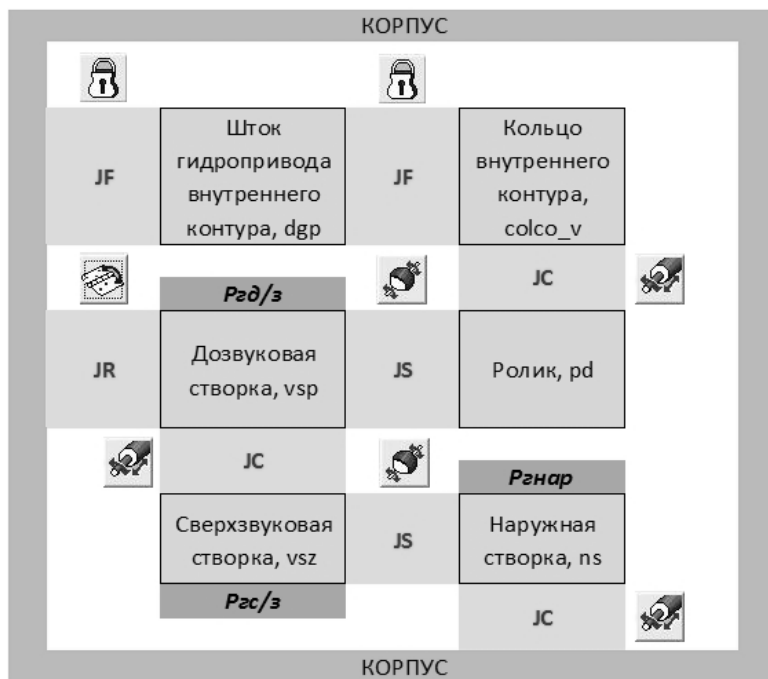 КОРПУС
JF
Шток
гидропривода
внутреннего
контура, dgp
JF
Кольцо
внутреннего
контура,
colco_v
Ргд/з
JC
JR
Дозвуковая
створка, vsp
JS
Ролик, pd
JC
Ргнар
Сверхзвуковая
створка, vsz
JS
Наружная
створка, ns
Ргс/з
JC
КОРПУС